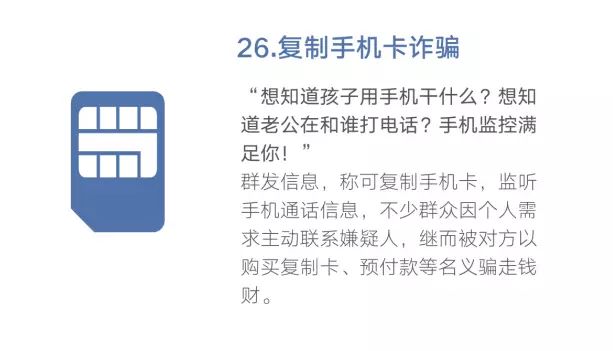 26.复制手机卡诈骗
“想知道孩子用手机干什么？想知
道老公在和谁打电话？手机监控满
足你！”
群发信息，称可复制手机卡，监听
手机通话信息，不少群众因个人需
求主动联系嫌疑人，继而被对方以
购买复制卡、预付款等名义骗走钱
财。